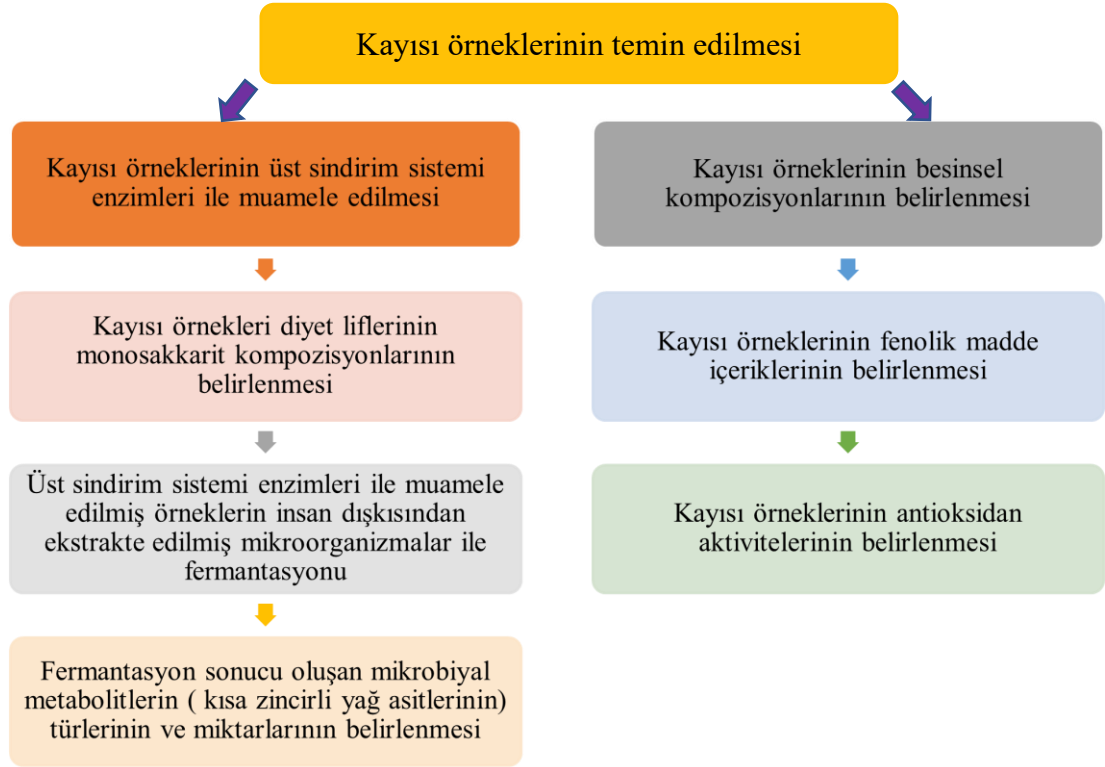 Kayısı örneklerinin temin edilmesi
Kayısı örneklerinin üst sindirim sistemi
enzimleri ile muamele edilmesi
Kayısı örnekleri diyet liflerinin
monosakkarit kompozisyonlarının
belirlenmesi
Üst sindirim sistemi enzimleri ile muamele
edilmiş örneklerin insan dışkısından
ekstrakte edilmiş mikroorganizmalar ile
fermantasyonu
Fermantasyon sonucu oluşan mikrobiyal
metabolitlerin ( kısa zincirli yağ asitlerinin)
türlerinin ve miktarlarının belirlenmesi
Kayısı örneklerinin besinsel
kompozisyonlarının belirlenmesi
Kayısı örneklerinin fenolik madde
içeriklerinin belirlenmesi
Kayısı örneklerinin antioksidan
aktivitelerinin belirlenmesi